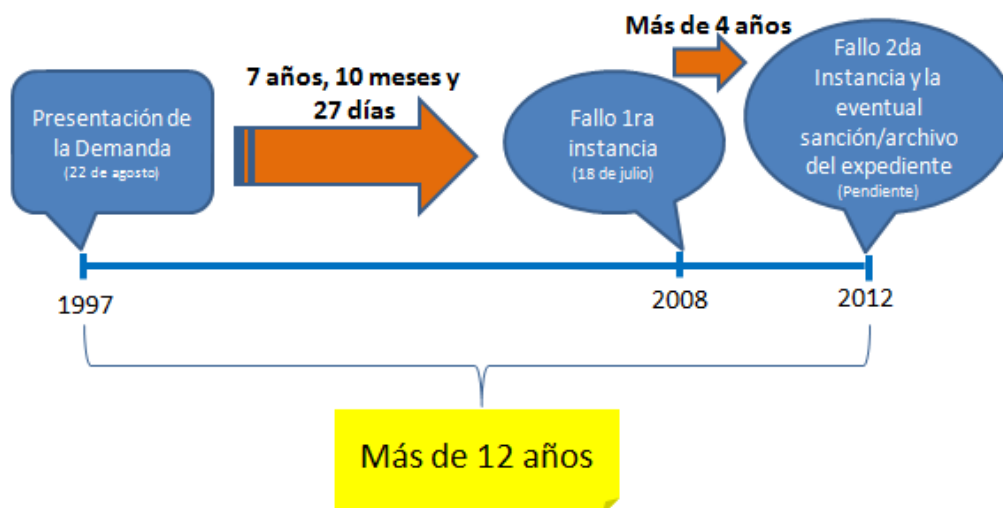 Presentación de
la Demanda
(22 de agosto)
7 años, 10 meses y
27 días
Fallo 1ra
instancia
(18 de julio)
Más de 4 años
Fallo 2da
Instancia y la
eventual
sanción/archivo
del expediente
(Pendiente)
1997
2008
2012
Más de 12 años